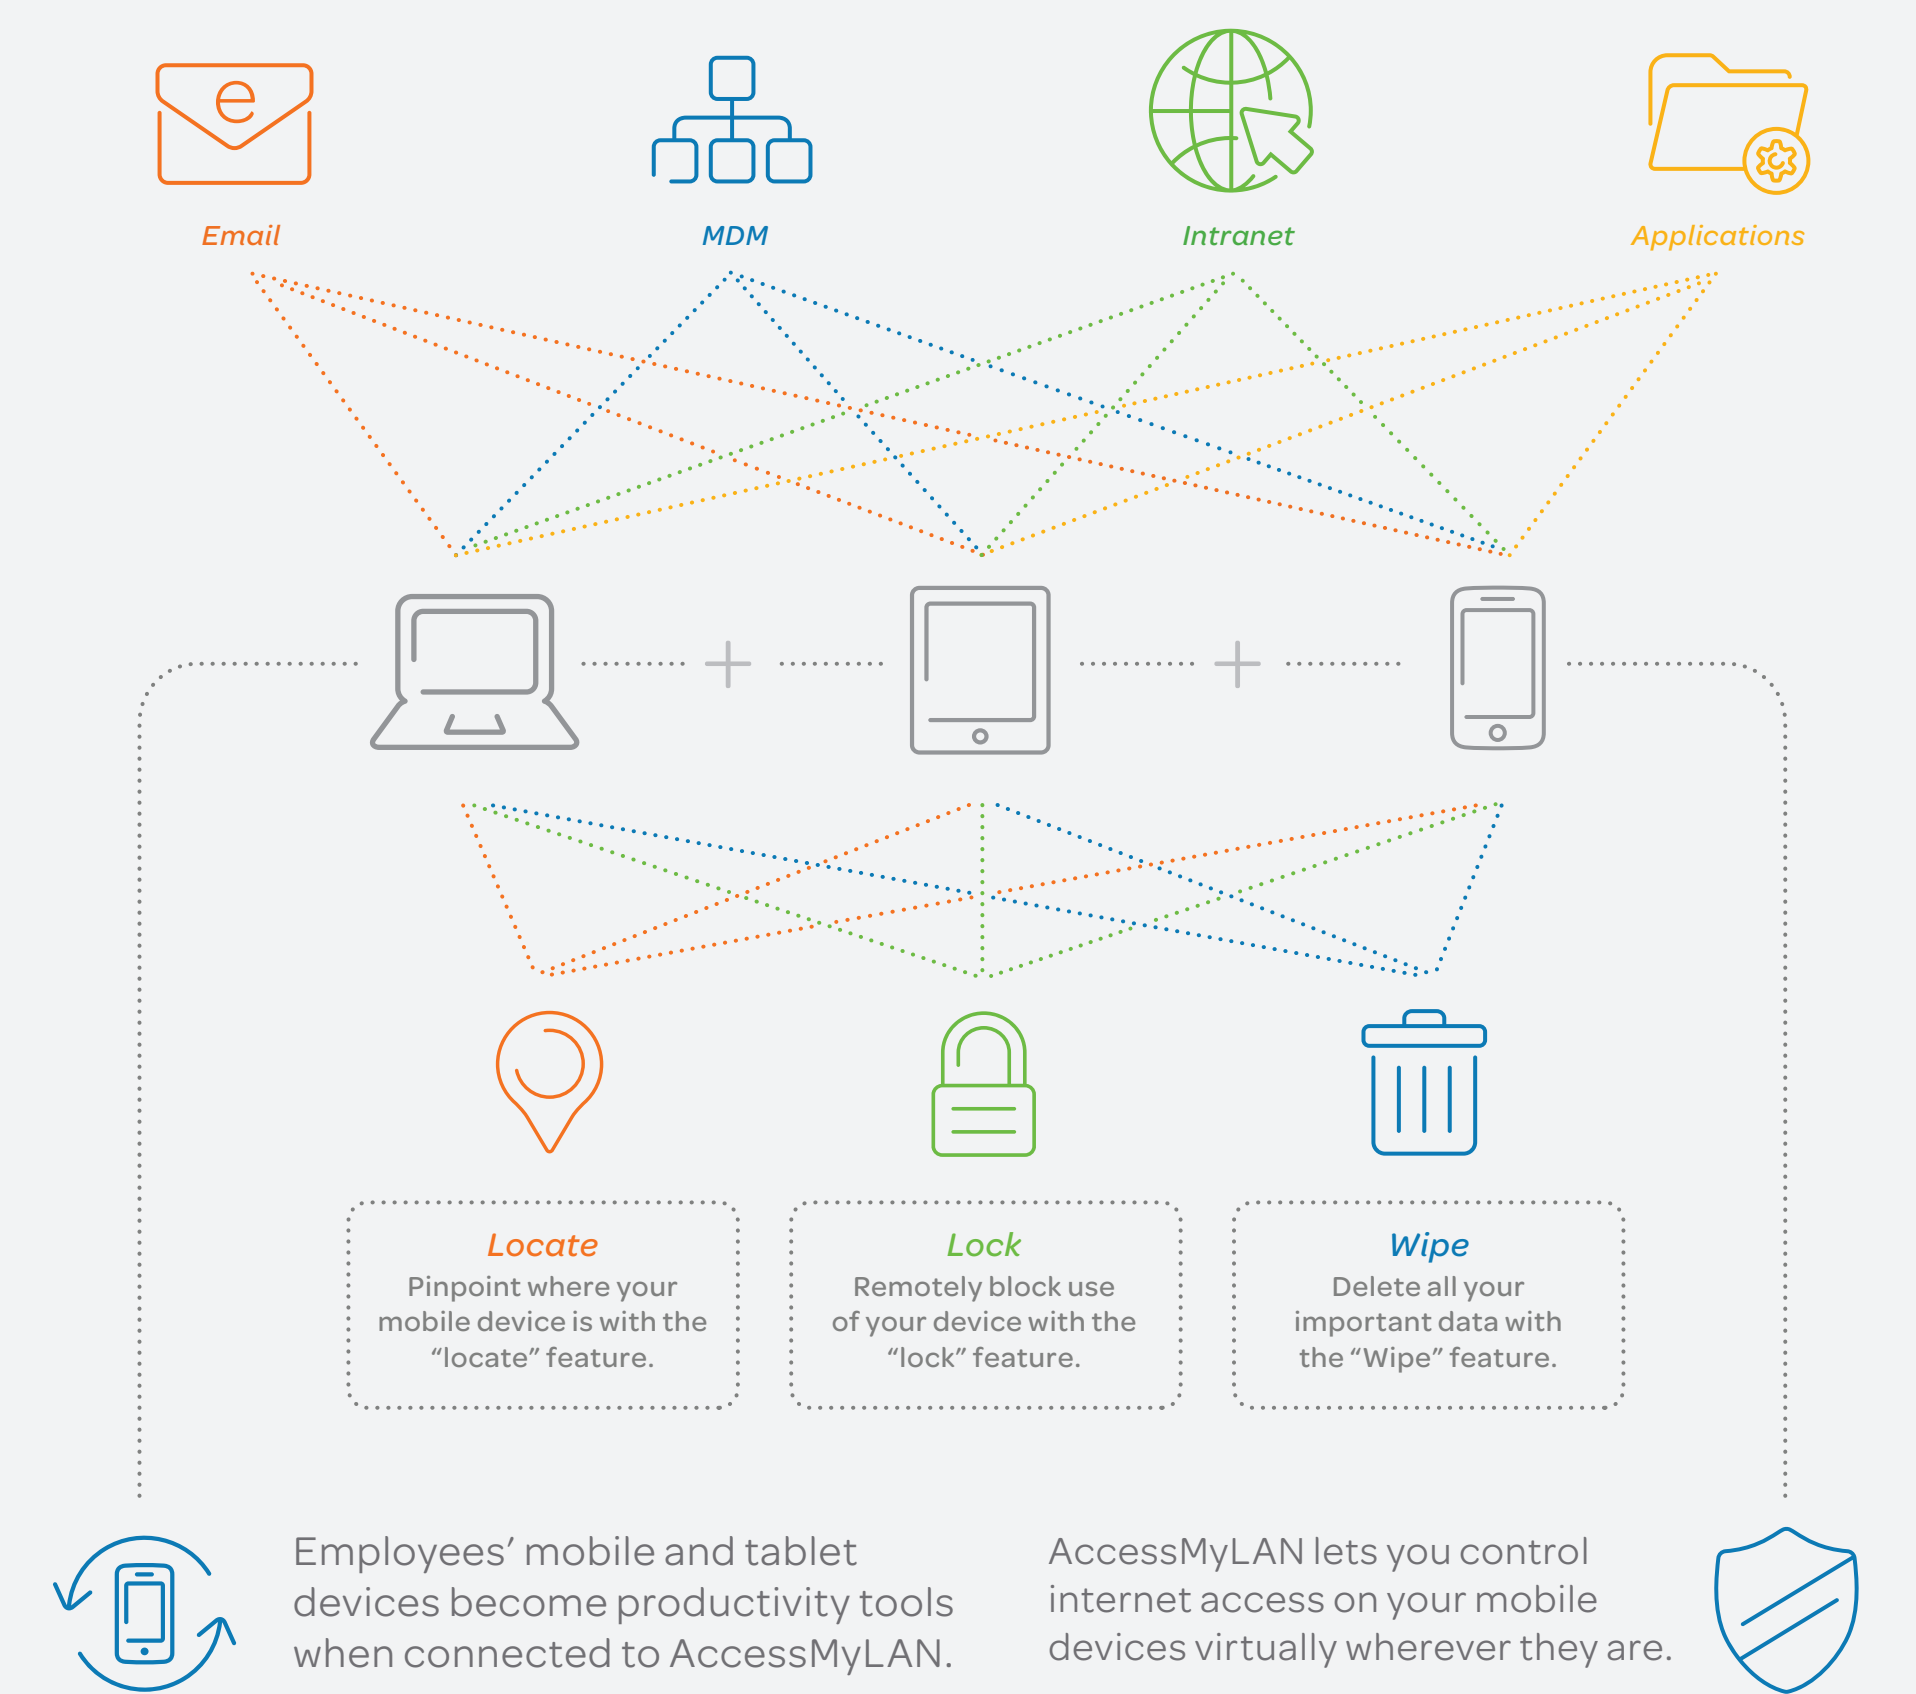 e
Email
MDM
Intranet
Applications
Locate
Pinpoint where your
mobile device is with the
“locate” feature.
Lock
Remotely block use
of your device with the
“lock” feature.
Wipe
Delete all your
important data with
the “Wipe” feature.
Employees’ mobile and tablet
devices become productivity tools
when connected to AccessMyLAN.
AccessMyLAN lets you control
internet access on your mobile
devices virtually wherever they are.